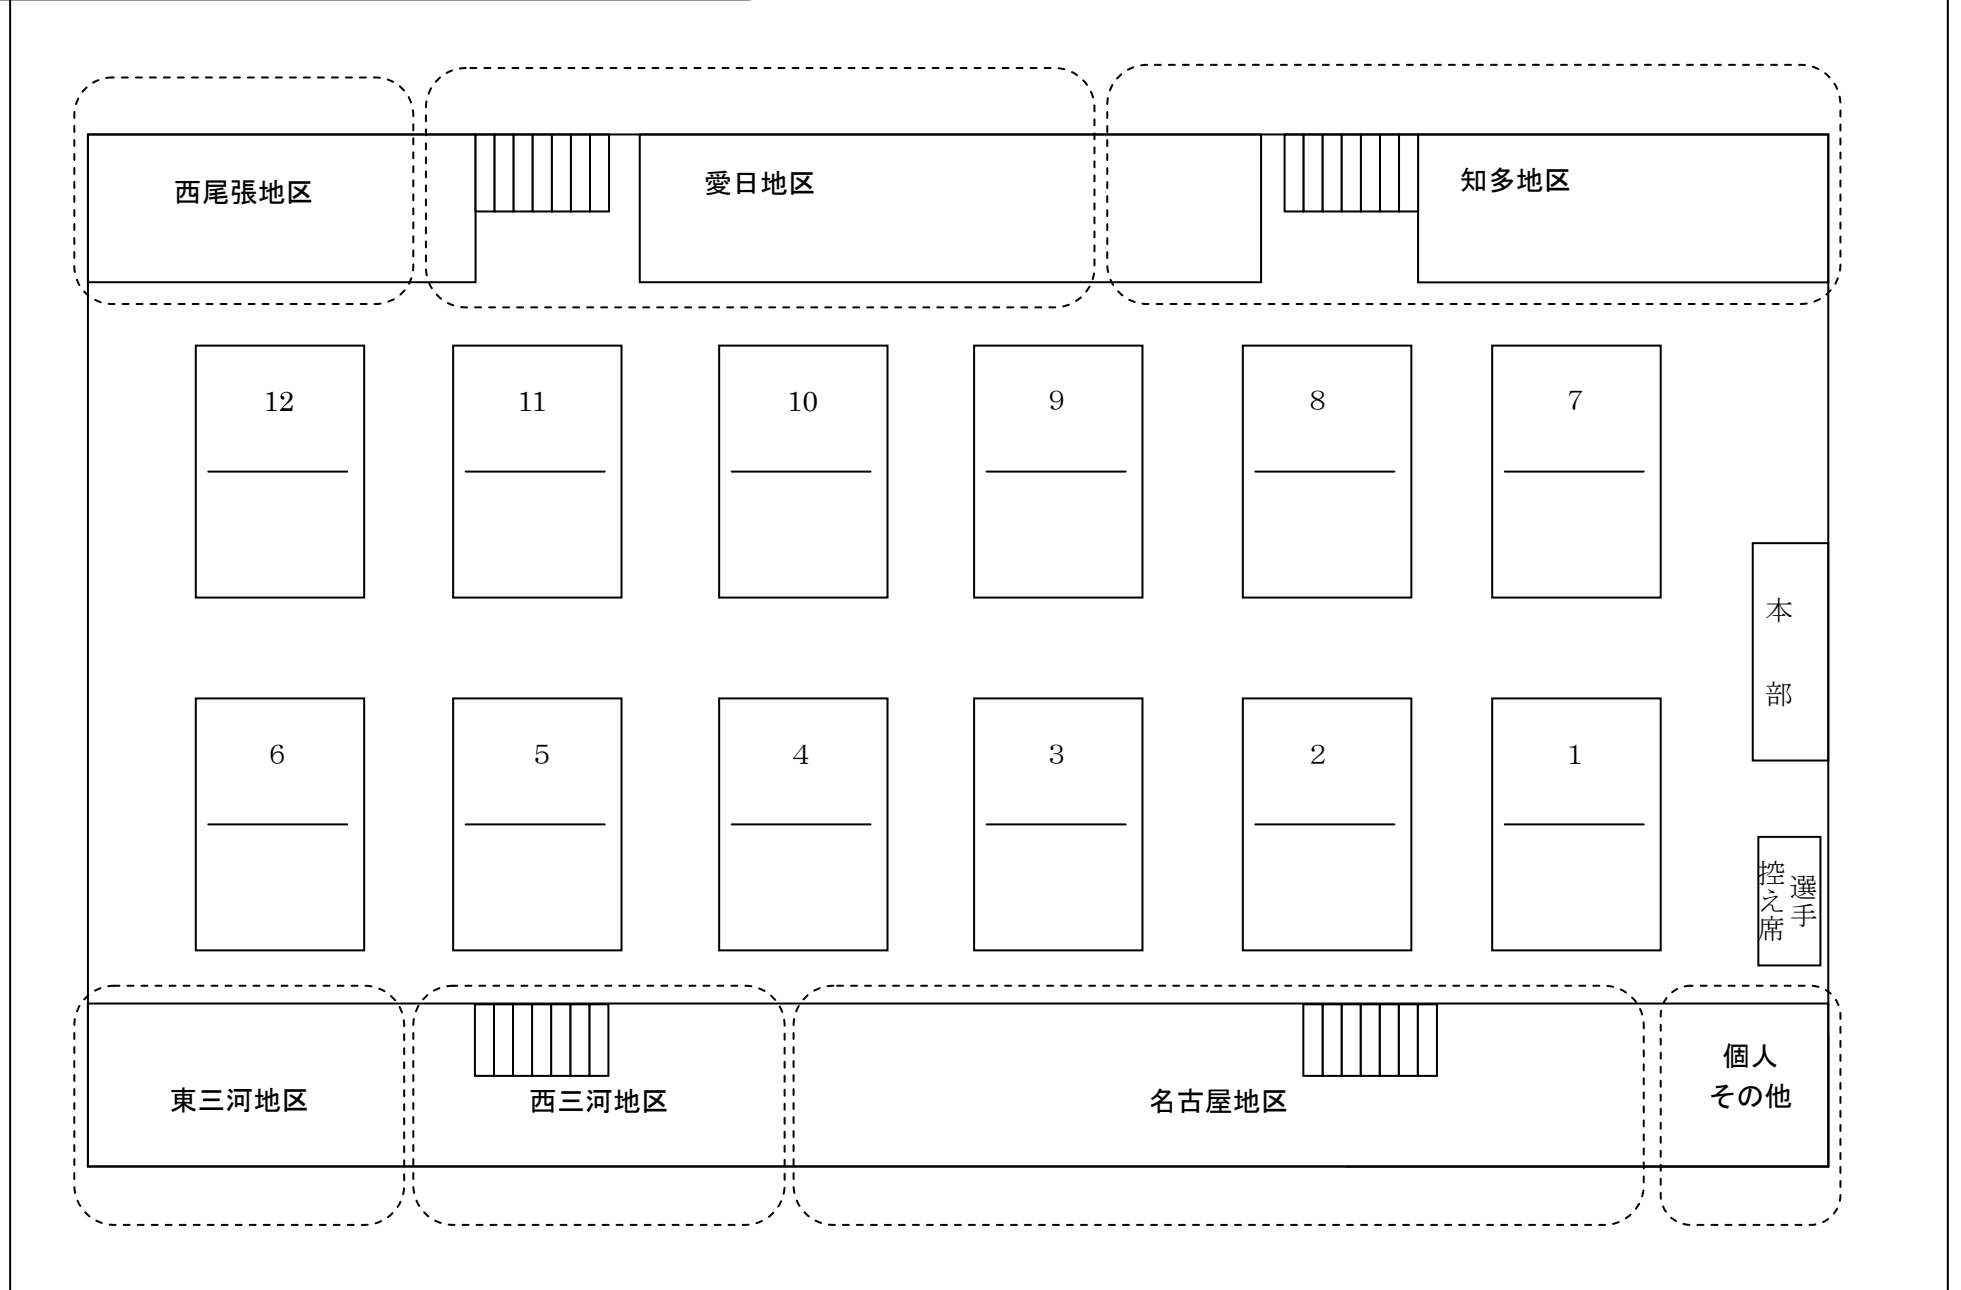 西尾張地区
愛日地区
知多地区
12
11
10
９
８
７
本部
６
５
４
３
２
１
選手
控え席
東三河地区
西三河地区
名古屋地区
個人
その他